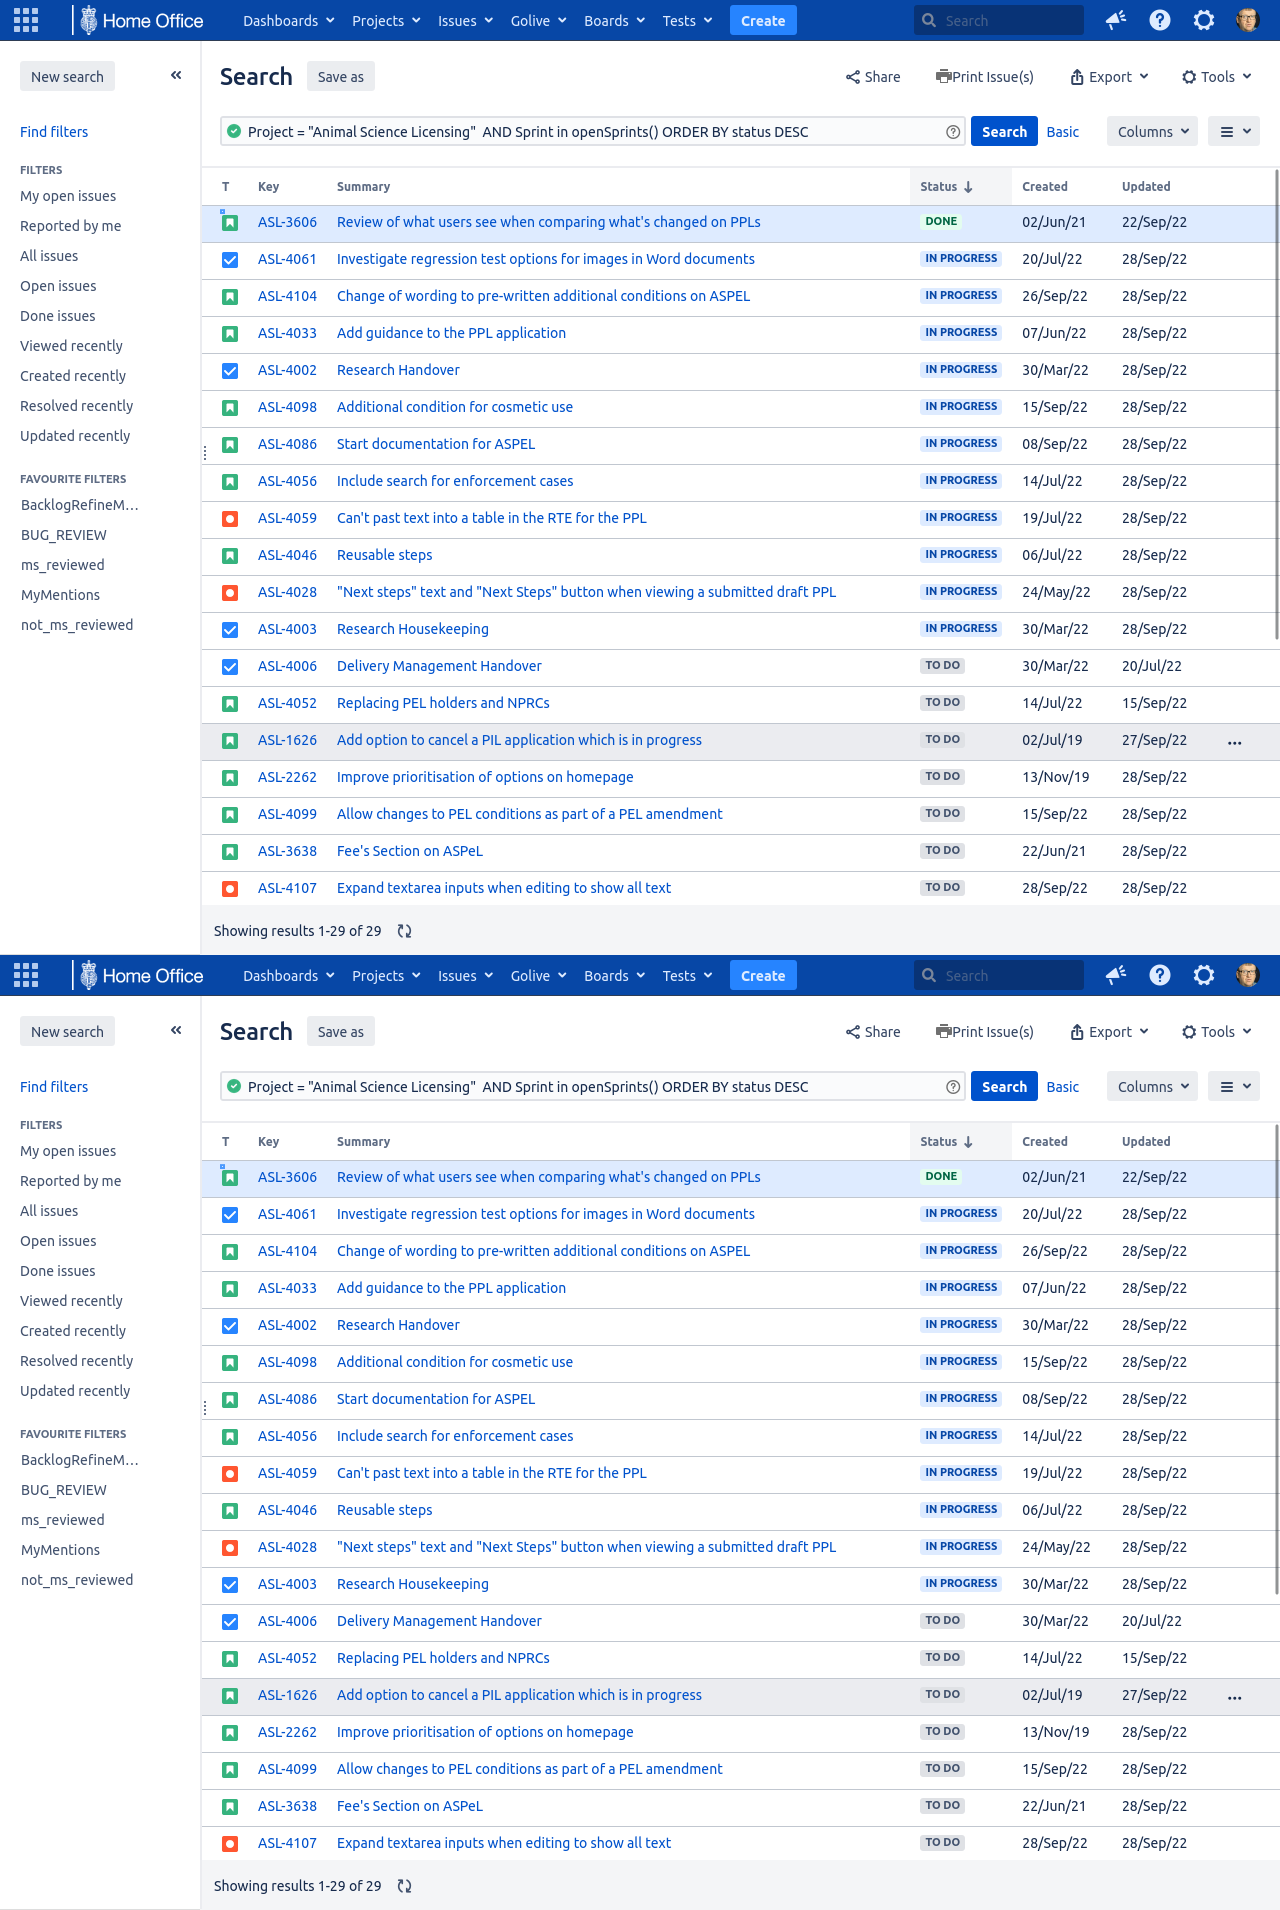 Home Office Dashboards Projects Issues Golive Boards Tests Create Search
New search
Search Save as Share Print Issue(s) Export Tools
Find filters
Project = "Animal Science Licensing"  AND Sprint in openSprints() ORDER BY status DESC Search Basic Columns
FILTERS
My open issues
Reported by me
All issues
Open issues
Done issues
Viewed recently
Created recently
Resolved recently
Updated recently
FAVOURITE FILTERS
BacklogRefineM...
BUG_REVIEW
ms_reviewed
MyMentions
not_ms_reviewed
T Key Summary Status Created Updated
ASL-3606 Review of what users see when comparing what's changed on PPLs DONE 02/Jun/21 22/Sep/22
ASL-4061 Investigate regression test options for images in Word documents IN PROGRESS 20/Jul/22 28/Sep/22
ASL-4104 Change of wording to pre-written additional conditions on ASPEL IN PROGRESS 26/Sep/22 28/Sep/22
ASL-4033 Add guidance to the PPL application IN PROGRESS 07/Jun/22 28/Sep/22
ASL-4002 Research Handover IN PROGRESS 30/Mar/22 28/Sep/22
ASL-4098 Additional condition for cosmetic use IN PROGRESS 15/Sep/22 28/Sep/22
ASL-4086 Start documentation for ASPEL IN PROGRESS 08/Sep/22 28/Sep/22
ASL-4056 Include search for enforcement cases IN PROGRESS 14/Jul/22 28/Sep/22
ASL-4059 Can't past text into a table in the RTE for the PPL IN PROGRESS 19/Jul/22 28/Sep/22
ASL-4046 Reusable steps IN PROGRESS 06/Jul/22 28/Sep/22
ASL-4028 "Next steps" text and "Next Steps" button when viewing a submitted draft PPL IN PROGRESS 24/May/22 28/Sep/22
ASL-4003 Research Housekeeping IN PROGRESS 30/Mar/22 28/Sep/22
ASL-4006 Delivery Management Handover TO DO 30/Mar/22 20/Jul/22
ASL-4052 Replacing PEL holders and NPRCs TO DO 14/Jul/22 15/Sep/22
ASL-1626 Add option to cancel a PIL application which is in progress TO DO 02/Jul/19 27/Sep/22
ASL-2262 Improve prioritisation of options on homepage TO DO 13/Nov/19 28/Sep/22
ASL-4099 Allow changes to PEL conditions as part of a PEL amendment TO DO 15/Sep/22 28/Sep/22
ASL-3638 Fee's Section on ASPeL TO DO 22/Jun/21 28/Sep/22
ASL-4107 Expand textarea inputs when editing to show all text TO DO 28/Sep/22 28/Sep/22
Showing results 1-29 of 29
Home Office Dashboards Projects Issues Golive Boards Tests Create Search
New search
Search Save as Share Print Issue(s) Export Tools
Find filters
Project = "Animal Science Licensing"  AND Sprint in openSprints() ORDER BY status DESC Search Basic Columns
FILTERS
My open issues
Reported by me
All issues
Open issues
Done issues
Viewed recently
Created recently
Resolved recently
Updated recently
FAVOURITE FILTERS
BacklogRefineM...
BUG_REVIEW
ms_reviewed
MyMentions
not_ms_reviewed
T Key Summary Status Created Updated
ASL-3606 Review of what users see when comparing what's changed on PPLs DONE 02/Jun/21 22/Sep/22
ASL-4061 Investigate regression test options for images in Word documents IN PROGRESS 20/Jul/22 28/Sep/22
ASL-4104 Change of wording to pre-written additional conditions on ASPEL IN PROGRESS 26/Sep/22 28/Sep/22
ASL-4033 Add guidance to the PPL application IN PROGRESS 07/Jun/22 28/Sep/22
ASL-4002 Research Handover IN PROGRESS 30/Mar/22 28/Sep/22
ASL-4098 Additional condition for cosmetic use IN PROGRESS 15/Sep/22 28/Sep/22
ASL-4086 Start documentation for ASPEL IN PROGRESS 08/Sep/22 28/Sep/22
ASL-4056 Include search for enforcement cases IN PROGRESS 14/Jul/22 28/Sep/22
ASL-4059 Can't past text into a table in the RTE for the PPL IN PROGRESS 19/Jul/22 28/Sep/22
ASL-4046 Reusable steps IN PROGRESS 06/Jul/22 28/Sep/22
ASL-4028 "Next steps" text and "Next Steps" button when viewing a submitted draft PPL IN PROGRESS 24/May/22 28/Sep/22
ASL-4003 Research Housekeeping IN PROGRESS 30/Mar/22 28/Sep/22
ASL-4006 Delivery Management Handover TO DO 30/Mar/22 20/Jul/22
ASL-4052 Replacing PEL holders and NPRCs TO DO 14/Jul/22 15/Sep/22
ASL-1626 Add option to cancel a PIL application which is in progress TO DO 02/Jul/19 27/Sep/22
ASL-2262 Improve prioritisation of options on homepage TO DO 13/Nov/19 28/Sep/22
ASL-4099 Allow changes to PEL conditions as part of a PEL amendment TO DO 15/Sep/22 28/Sep/22
ASL-3638 Fee's Section on ASPeL TO DO 22/Jun/21 28/Sep/22
ASL-4107 Expand textarea inputs when editing to show all text TO DO 28/Sep/22 28/Sep/22
Showing results 1-29 of 29